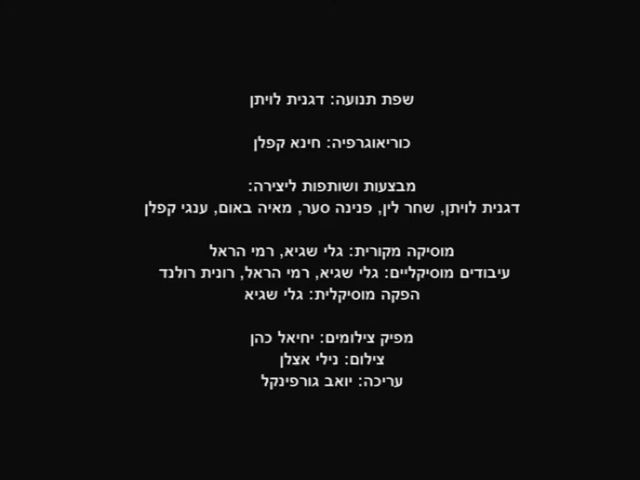 שפת תנועה: דגנית לויתן
כוריאוגרפיה: חינא קפלן
מבצעות ושותפות ליצירה:
דגנית לויתן, שחר לין, פנינה סער, מאיה באום, ענגי קפלן
מוסיקה מקורית: גלי שגיא, רמי הראל
עיבודים מוסיקליים: גלי שגיא, רמי הראל, רונית רולנד
הפקה מוסיקלית: גלי שגיא
מפיק צילומים: יחיאל כהן
צילום: נילי אצלן
עריכה: יואב גורפינקל